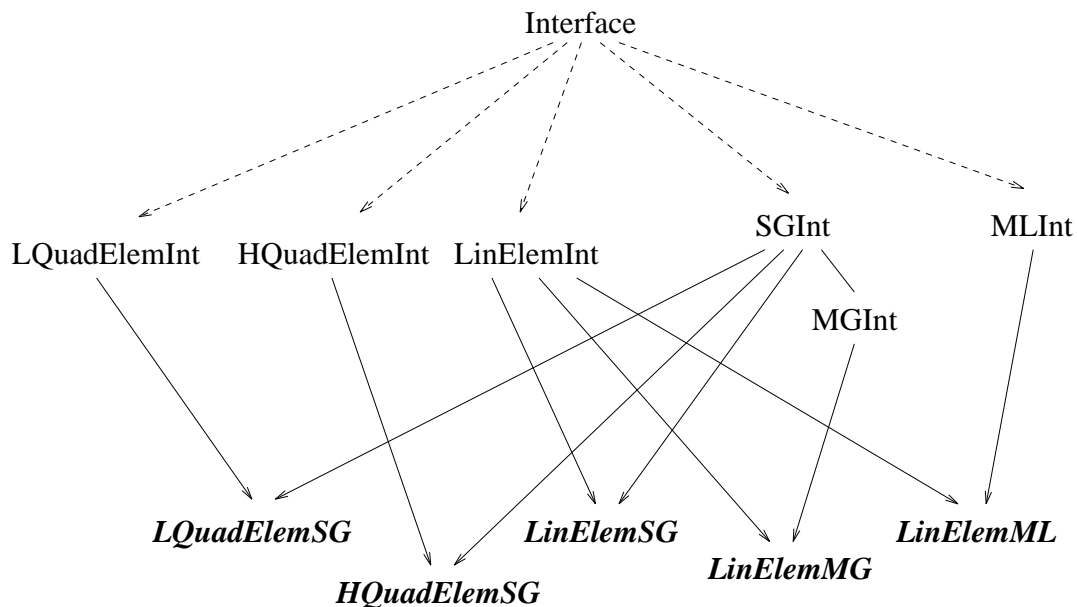 Interface
SGInt
MLInt
LQuadElemInt
HQuadElemInt
LinElemInt
MGInt
LQuadElemSG
LinElemSG
LinElemML
LinElemMG
HQuadElemSG